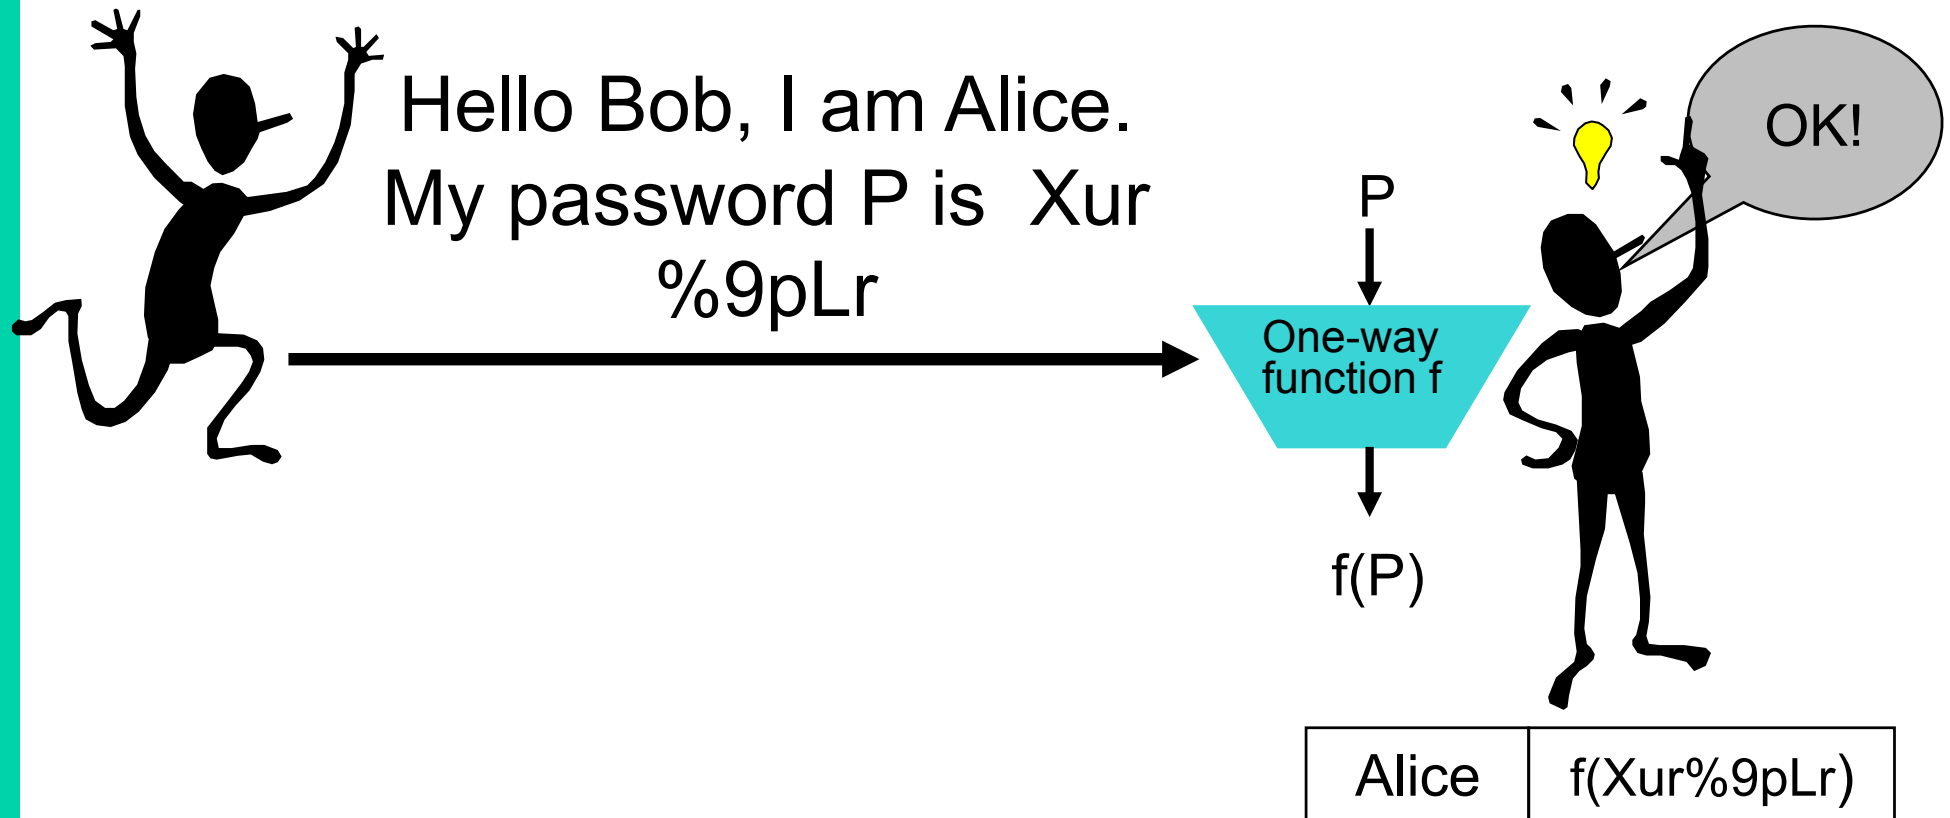 Hello Bob, I am Alice.
My password P is Xur
%9pLr
OK!
P
One-way
function f
f(P)
Alice f(Xur%9pLr)